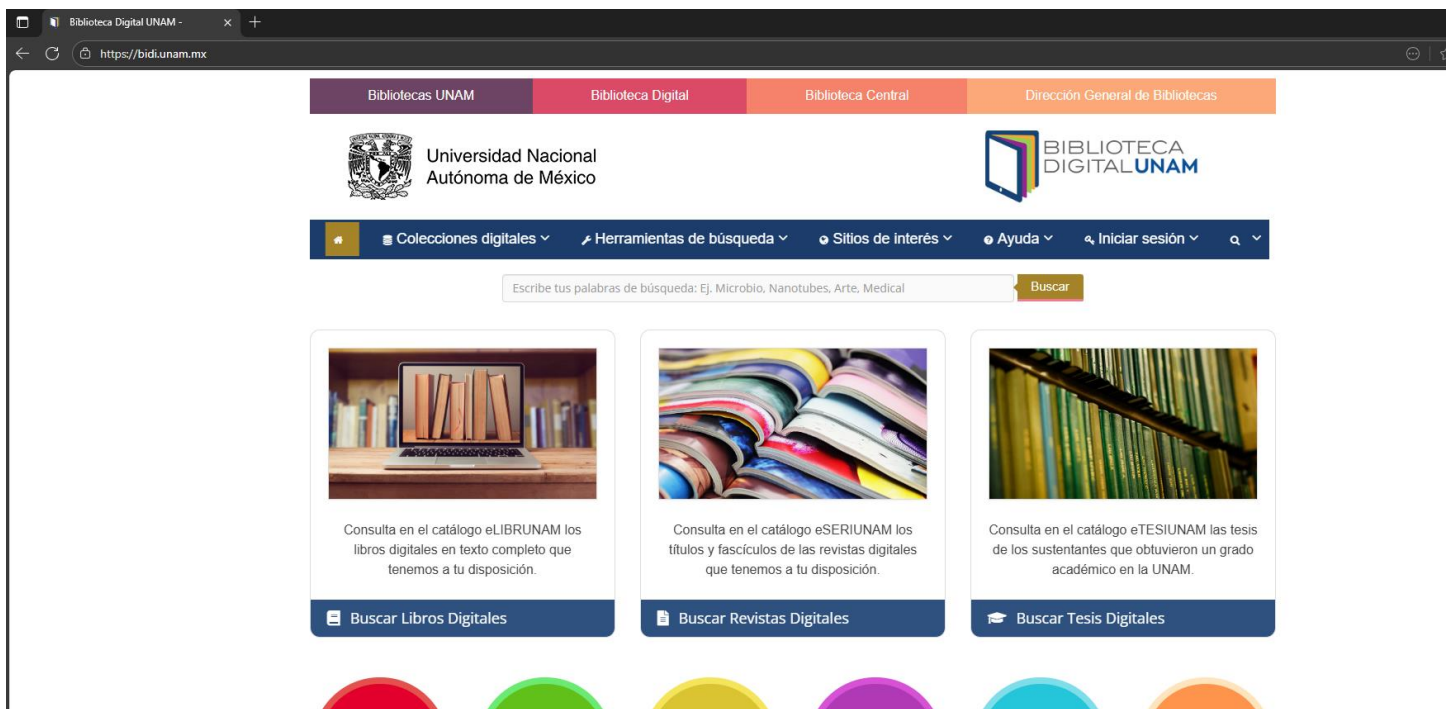 Biblioteca Digital UNAM -
https://bidi.unam.mx
Bibliotecas UNAM
Biblioteca Digital
Biblioteca Central
Dirección General de Bibliotecas
Universidad Nacional
Autónoma de México
BIBLIOTECA
DIGITALUNAM
Colecciones digitales
Herramientas de búsqueda
Sitios de interés
Ayuda
Iniciar sesión
Escribe tus palabras de búsqueda: Ej. Microbio, Nanotubes, Arte, Medical
Buscar
Consulta en el catálogo eLIBRUNAM los
libros digitales en texto completo que
tenemos a tu disposición.
Buscar Libros Digitales
Consulta en el catálogo eSERIUNAM los
títulos y fascículos de las revistas digitales
que tenemos a tu disposición.
Buscar Revistas Digitales
Consulta en el catálogo eTESIUNAM las tesis
de los sustentantes que obtuvieron un grado
académico en la UNAM.
Buscar Tesis Digitales